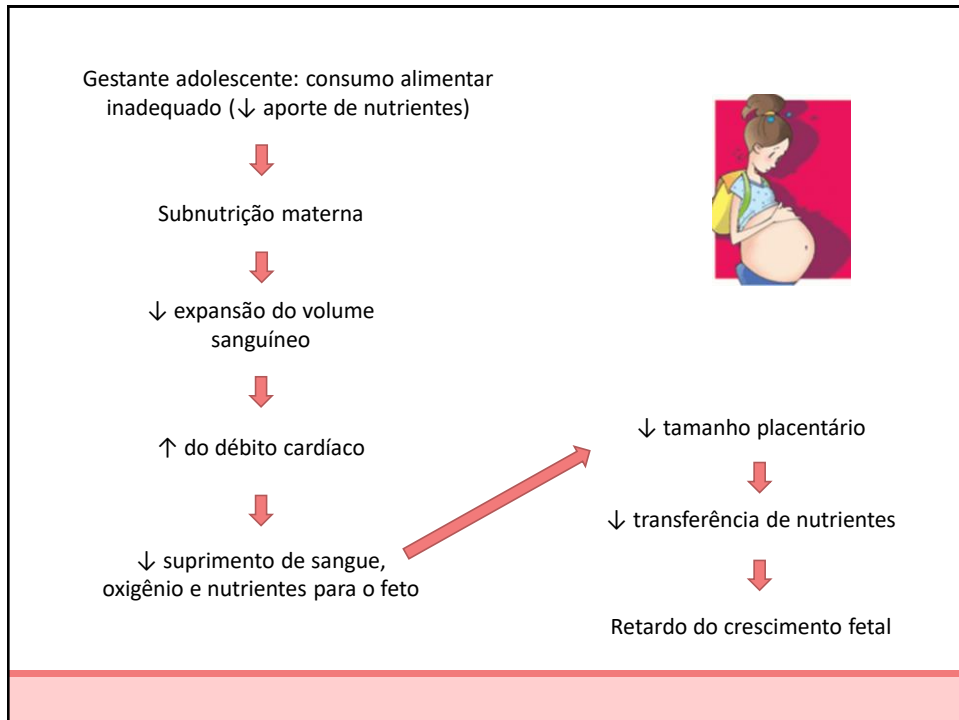 Gestante adolescente: consumo alimentar
inadequado (↓ aporte de nutrientes)
Subnutrição materna
↓ expansão do volume
sanguíneo
↑ do débito cardíaco
↓ suprimento de sangue,
oxigênio e nutrientes para o feto
↓ tamanho placentário
↓ transferência de nutrientes
Retardo do crescimento fetal